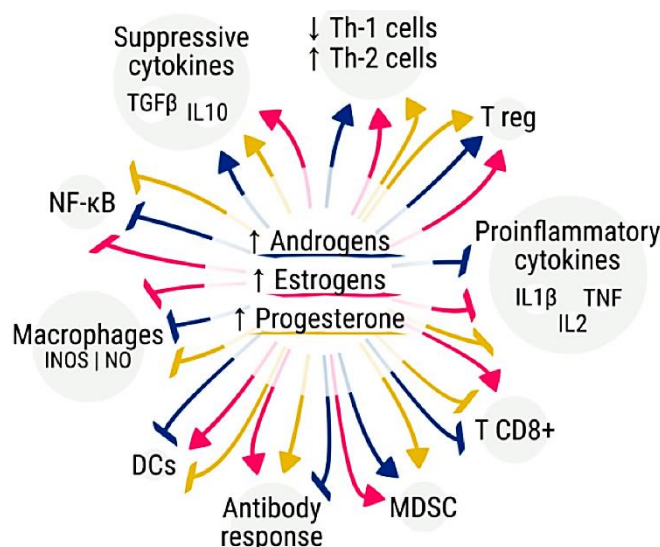 Suppressive
cytokines
TGFβ IL10
↓ Th-1 cells
↑ Th-2 cells
T reg
NF-κB
↑ Androgens
↑ Estrogens
↑ Progesterone
Proinflammatory
cytokines
IL1β TNF
IL2
Macrophages
INOS | NO
T CD8+
DCs
Antibody
response
MDSC